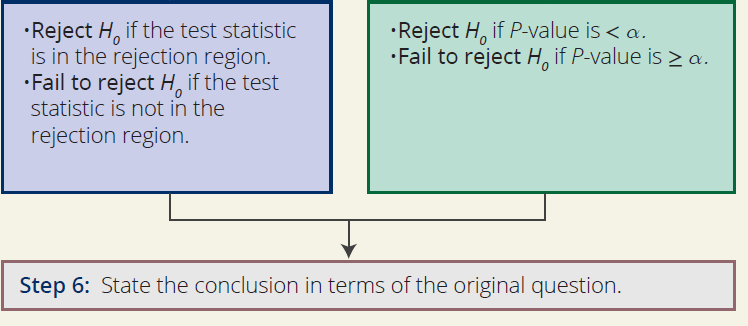 •Reject H₀ if the test statistic
is in the rejection region.
•Fail to reject H₀ if the test
statistic is not in the
rejection region.
•Reject H₀ if P-value is < α.
•Fail to reject H₀ if P-value is ≥ α.
Step 6: State the conclusion in terms of the original question.